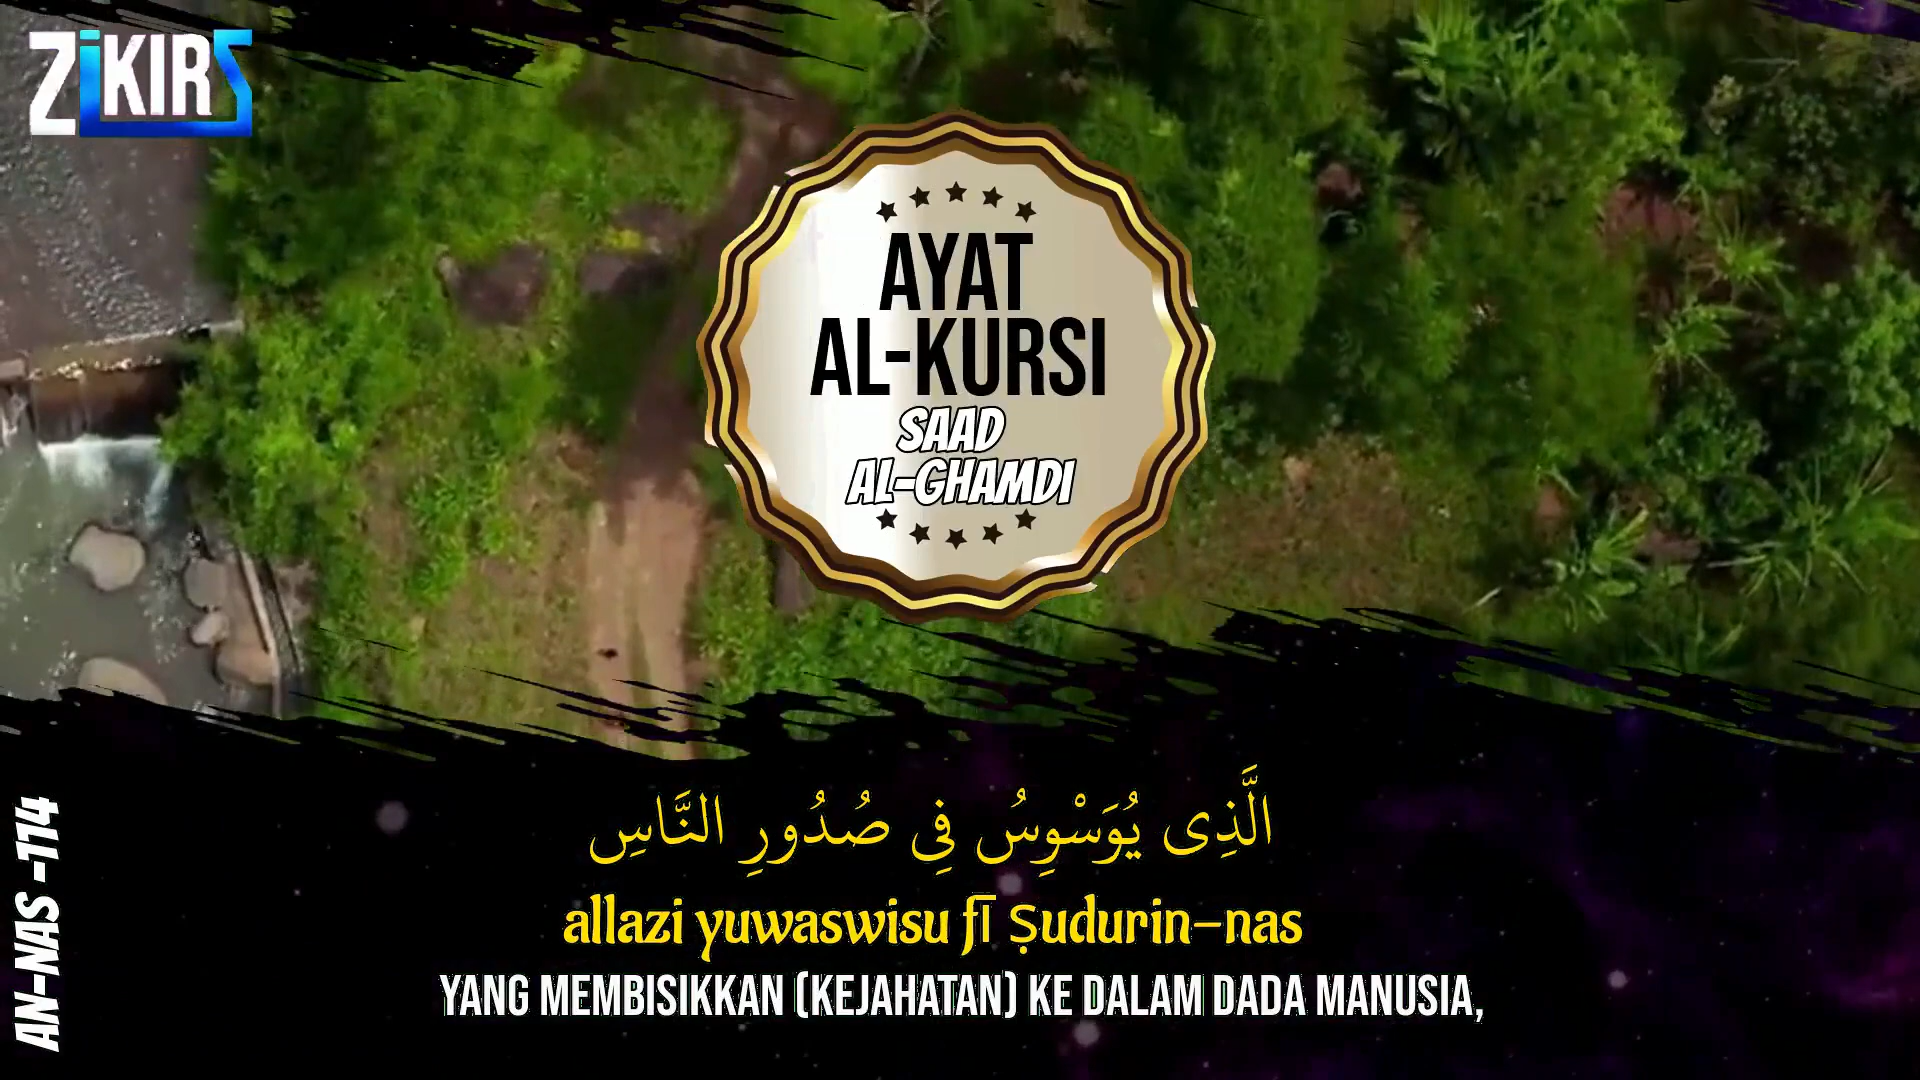 ZiKIRS
AYAT
AL-KURSI
SAAD
AL-GHAMDI
الَّذِى يُوَسْوِسُ فِي صُدُورِ النَّاسِ
allazi yuwaswisu fī Ṣudurin-nas
YANG MEMBISIKKAN (KEJAHATAN) KE DALAM DADA MANUSIA,
AN-NAS -114